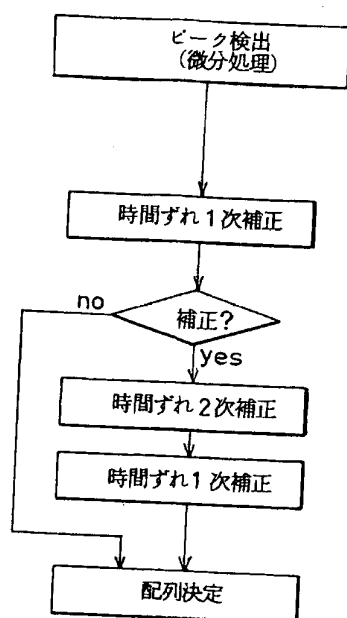 ピーク検出
(微分処理)
時間ずれ1次補正
補正?
no
yes
時間ずれ2次補正
時間ずれ1次補正
配列決定